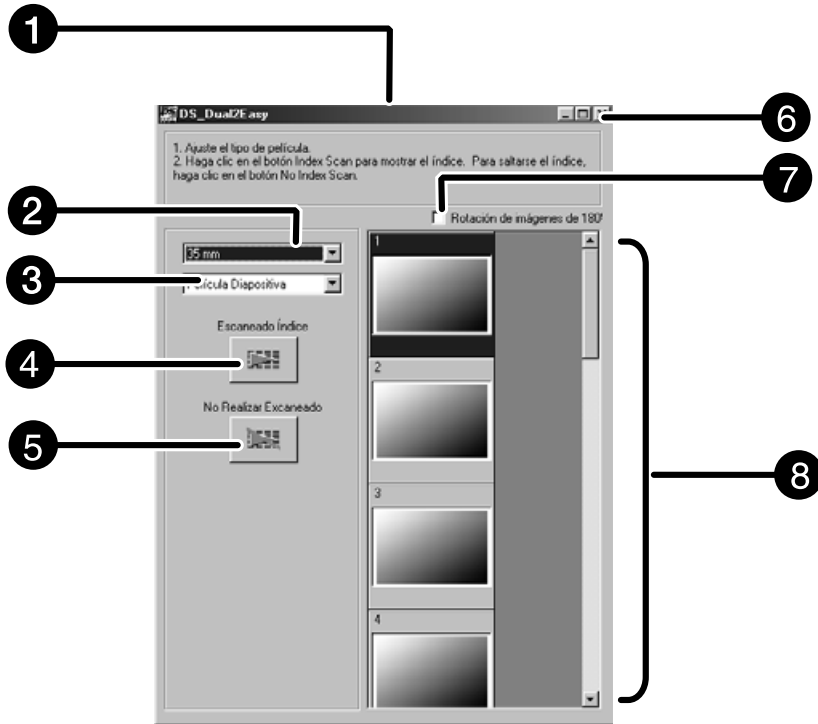 1
DS_Dual2Easy
6
1. Ajuste el tipo de película.
2. Haga clic en el botón Index Scan para mostrar el índice. Para saltarse el índice,
haga clic en el botón No Index Scan.
7
Rotación de imágenes de 180°
2
35 mm
3
Película Diapositiva
Escaneado Índice
4
No Realizar Excaneado
5
1
2
3
4
8